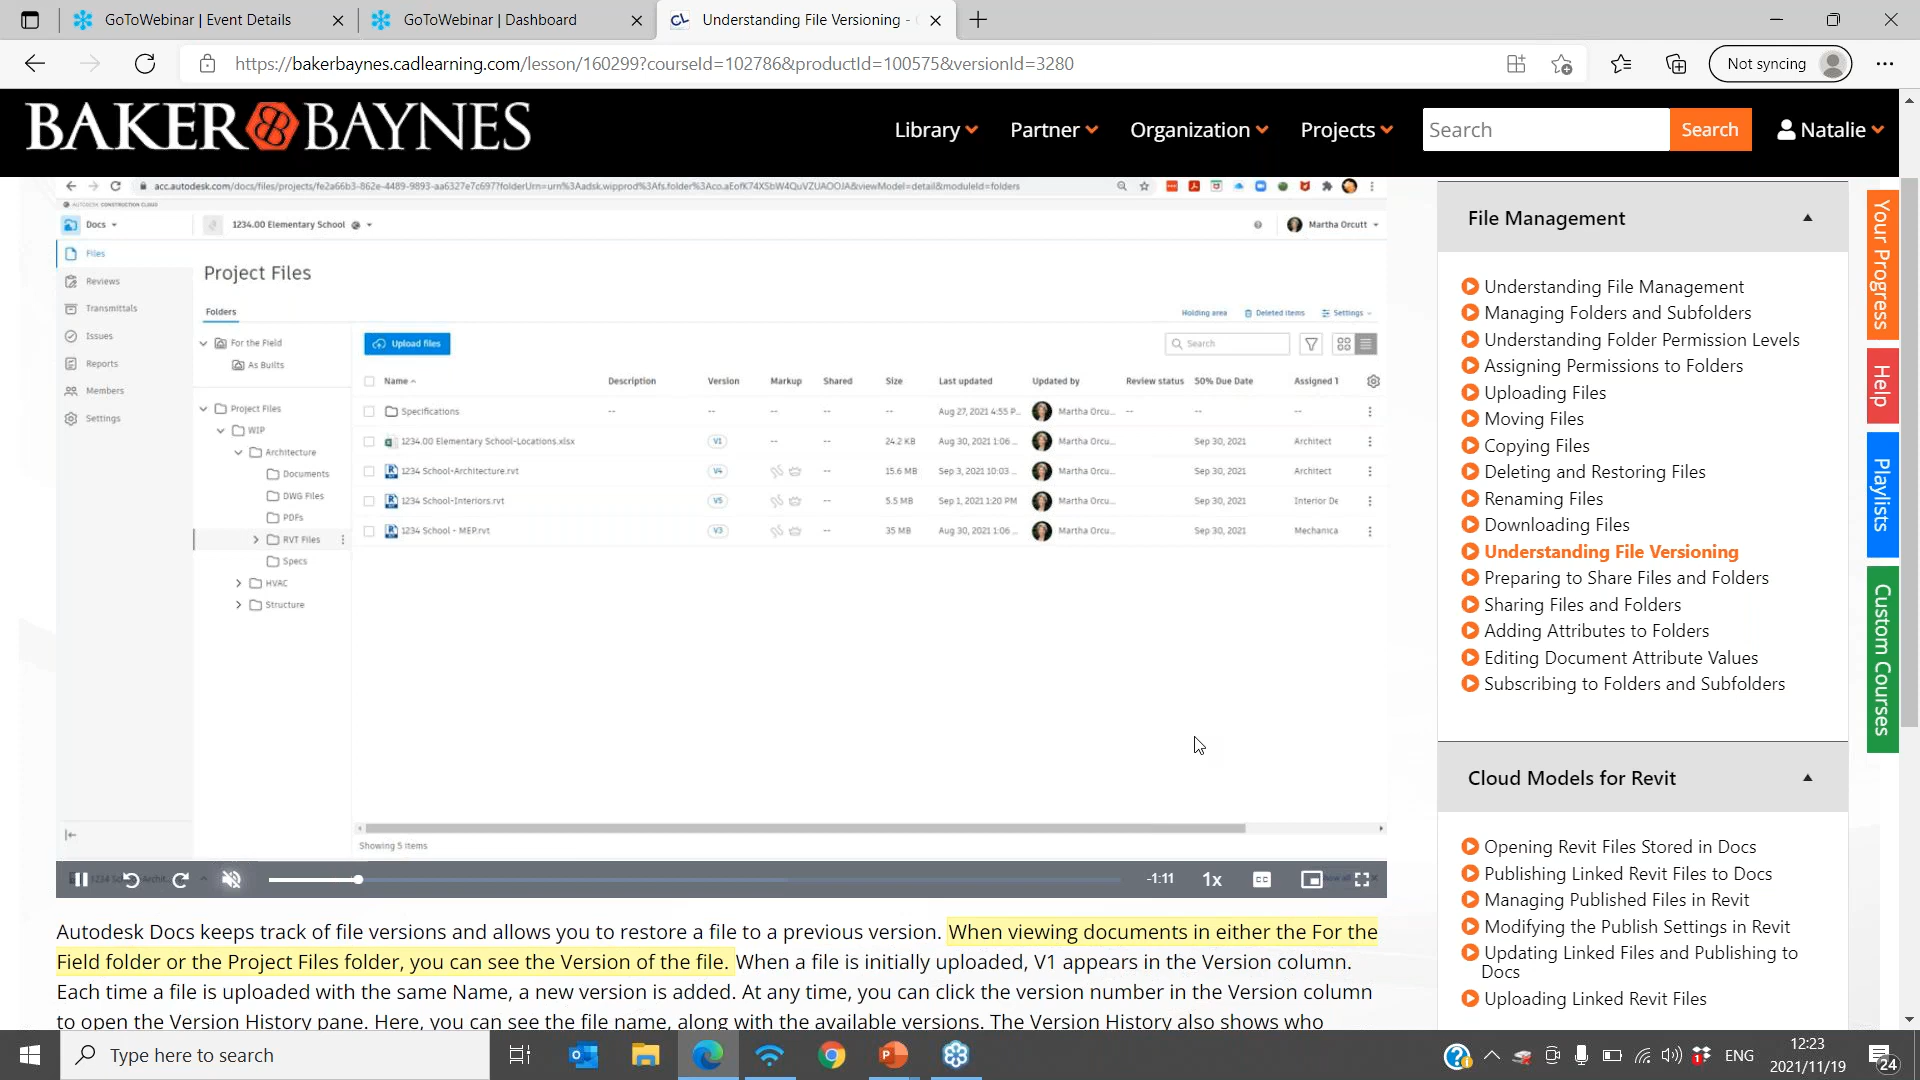 GoToWebinar | Event Details
GoToWebinar | Dashboard
Understanding File Versioning -
https://bakerbaynes.cadlearning.com/lesson/160299?courseId=102786&productId=100575&versionId=3280
Not syncing
BAKER BAYNES
Library
Partner
Organization
Projects
Search
Search
Natalie
AUTODESK CONSTRUCTION CLOUD
Docs
1234.00 Elementary School
Martha Orcutt
Files
Reviews
Transmittals
Issues
Reports
Members
Settings
Project Files
Folders
Holding area
Deleted items
Settings
For the Field
As Builts
Project Files
WIP
Architecture
Documents
DWG Files
PDFs
RVT Files
Specs
HVAC
Structure
Upload files
Search
Name Description Version Markup Shared Size Last updated Updated by Review status 50% Due Date Assigned T
Specifications -- -- -- -- -- Aug 27, 2021 4:55 P... Martha Orcu... -- -- --
1234.00 Elementary School-Locations.xlsx V1 -- -- 24.2 KB Aug 30, 2021 1:06 ... Martha Orcu... Sep 30, 2021 Architect
1234 School-Architecture.rvt V4 -- 15.6 MB Sep 3, 2021 10:03 ... Martha Orcu... Sep 30, 2021 Architect
1234 School-Interiors.rvt V5 -- 5.5 MB Sep 1, 2021 1:20 PM Martha Orcu... Sep 30, 2021 Interior De
1234 School - MEP.rvt V3 -- 35 MB Aug 30, 2021 1:06 ... Martha Orcu... Sep 30, 2021 Mechanica
Showing 5 items
-1:11
1x
CC
Autodesk Docs keeps track of file versions and allows you to restore a file to a previous version. When viewing documents in either the For the
Field folder or the Project Files folder, you can see the Version of the file. When a file is initially uploaded, V1 appears in the Version column.
Each time a file is uploaded with the same Name, a new version is added. At any time, you can click the version number in the Version column
to open the Version History pane. Here, you can see the file name, along with the available versions. The Version History also shows who
File Management
Understanding File Management
Managing Folders and Subfolders
Understanding Folder Permission Levels
Assigning Permissions to Folders
Uploading Files
Moving Files
Copying Files
Deleting and Restoring Files
Renaming Files
Downloading Files
Understanding File Versioning
Preparing to Share Files and Folders
Sharing Files and Folders
Adding Attributes to Folders
Editing Document Attribute Values
Subscribing to Folders and Subfolders
Cloud Models for Revit
Opening Revit Files Stored in Docs
Publishing Linked Revit Files to Docs
Managing Published Files in Revit
Modifying the Publish Settings in Revit
Updating Linked Files and Publishing to
Docs
Uploading Linked Revit Files
Your Progress
Help
Playlists
Custom Courses
Type here to search
ENG
12:23
2021/11/19
24